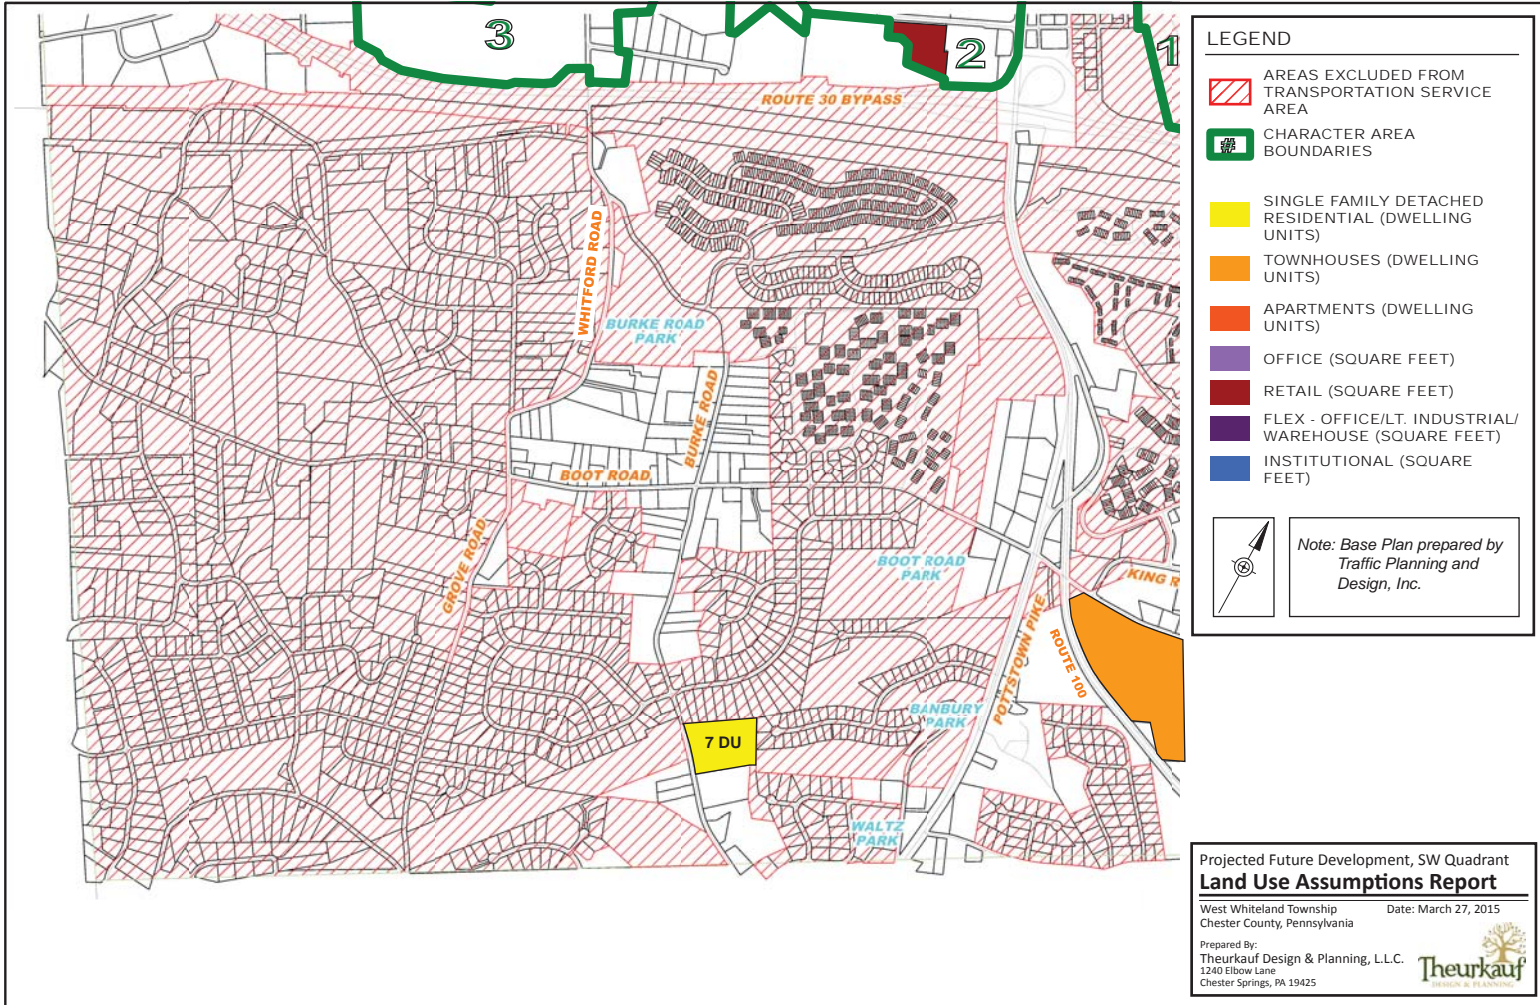 3
2
1
ROUTE 30 BYPASS
WHITFORD ROAD
BURKE ROAD
PARK
BURKE ROAD
BOOT ROAD
GROVE ROAD
BOOT ROAD
PARK
KING R
POTTSTOWN PIKE
ROUTE 100
BANBURY
PARK
7 DU
WALTZ
PARK
LEGEND
AREAS EXCLUDED FROM
TRANSPORTATION SERVICE
AREA
#
CHARACTER AREA
BOUNDARIES
SINGLE FAMILY DETACHED
RESIDENTIAL (DWELLING
UNITS)
TOWNHOUSES (DWELLING
UNITS)
APARTMENTS (DWELLING
UNITS)
OFFICE (SQUARE FEET)
RETAIL (SQUARE FEET)
FLEX - OFFICE/LT. INDUSTRIAL/
WAREHOUSE (SQUARE FEET)
INSTITUTIONAL (SQUARE
FEET)
Note: Base Plan prepared by
Traffic Planning and
Design, Inc.
Projected Future Development, SW Quadrant
Land Use Assumptions Report
West Whiteland Township Date: March 27, 2015
Chester County, Pennsylvania
Prepared By:
Theurkauf Design & Planning, L.L.C.
1240 Elbow Lane
Chester Springs, PA 19425
Theurkauf
DESIGN & PLANNING